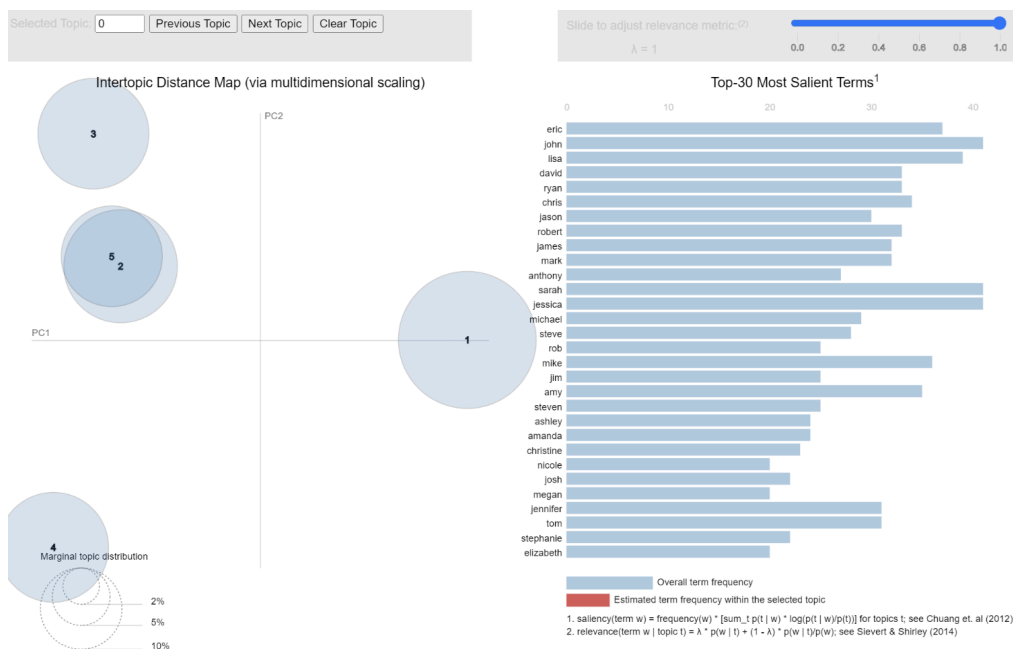 Selected Topic: 0 Previous Topic Next Topic Clear Topic
Slide to adjust relevance metric:(2)
λ = 1
0.0 0.2 0.4 0.6 0.8 1.0
Intertopic Distance Map (via multidimensional scaling)
PC2
PC1
3
5
2
1
4
Marginal topic distribution
2%
5%
10%
Top-30 Most Salient Terms1
0 10 20 30 40
eric
john
lisa
david
ryan
chris
jason
robert
james
mark
anthony
sarah
jessica
michael
steve
rob
mike
jim
amy
steven
ashley
amanda
christine
nicole
josh
megan
jennifer
tom
stephanie
elizabeth
Overall term frequency
Estimated term frequency within the selected topic
1. saliency(term w) = frequency(w) * [sum_t p(t | w) * log(p(t | w)/p(t))] for topics t; see Chuang et. al (2012)
2. relevance(term w | topic t) = λ * p(w | t) + (1 - λ) * p(w | t)/p(w); see Sievert & Shirley (2014)